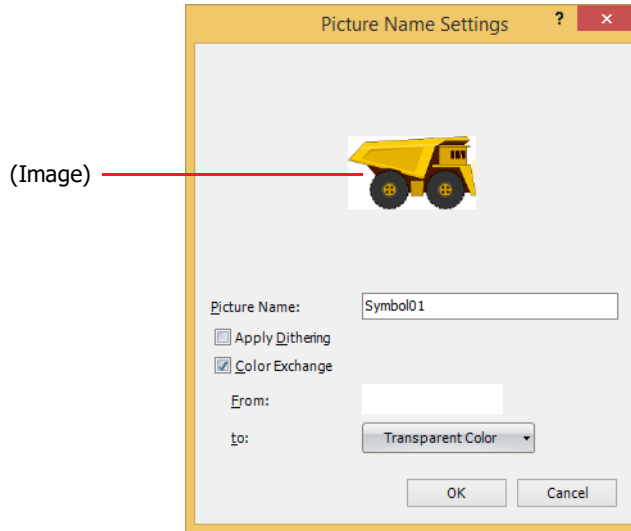 Picture Name Settings ? ×
(Image)
Picture Name: Symbol01
Apply Dithering
Color Exchange
From:
to: Transparent Color
OK Cancel